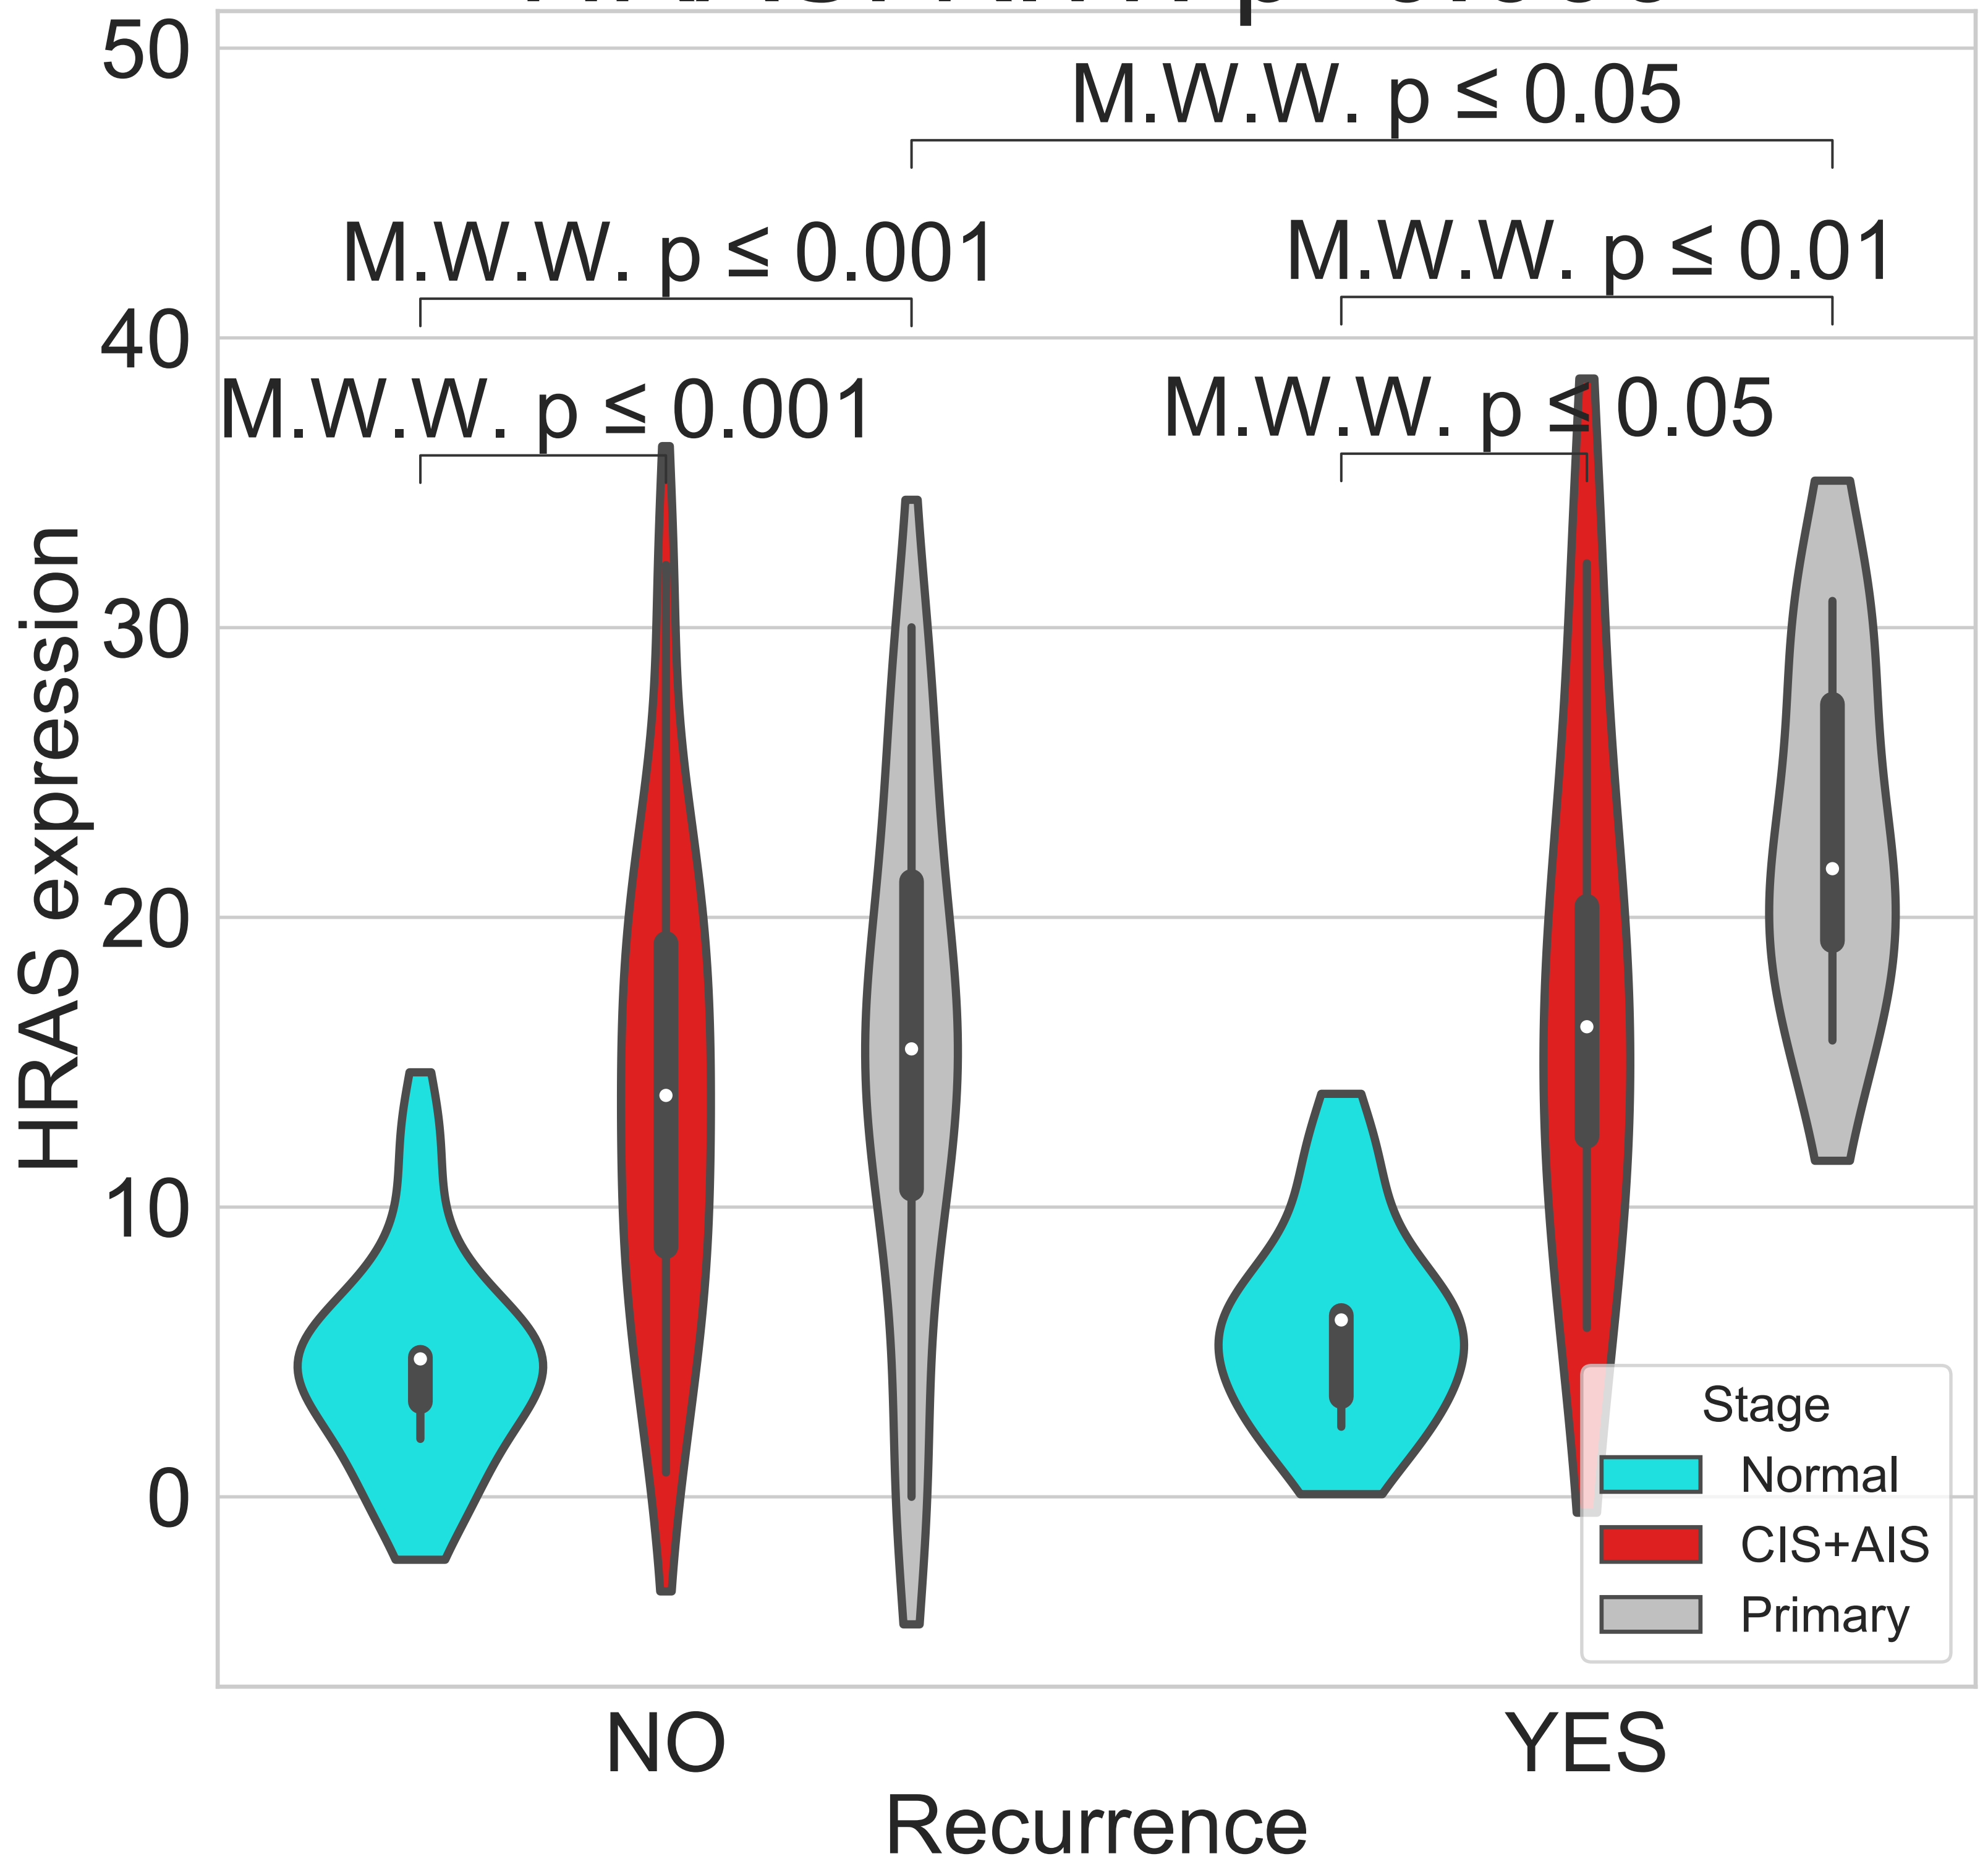 50
M.W.W. p ≤ 0.05
M.W.W. p ≤ 0.001
M.W.W. p ≤ 0.01
40
M.W.W. p ≤ 0.001
M.W.W. p ≤ 0.05
HRAS expression
30
20
10
0
Stage
Normal
CIS+AIS
Primary
NO
YES
Recurrence